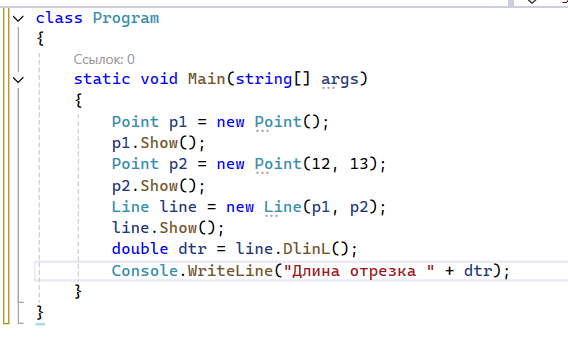 class Program
{
Ссылок: 0
static void Main(string[] args)
{
Point p1 = new Point();
p1.Show();
Point p2 = new Point(12, 13);
p2.Show();
Line line = new Line(p1, p2);
line.Show();
double dtr = line.DlinL();
Console.WriteLine("Длина отрезка " + dtr);
}
}